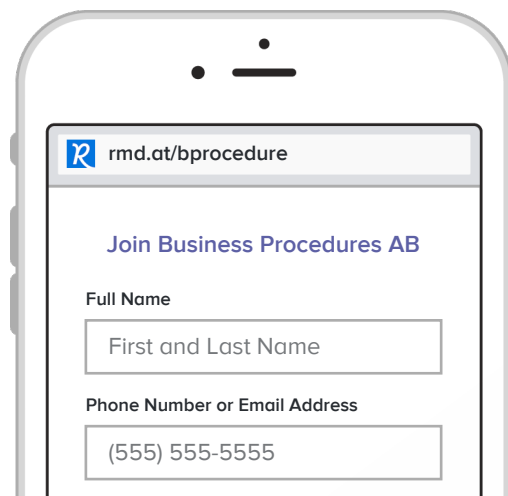 rmd.at/bprocedure
Join Business Procedures AB
Full Name
First and Last Name
Phone Number or Email Address
(555) 555-5555